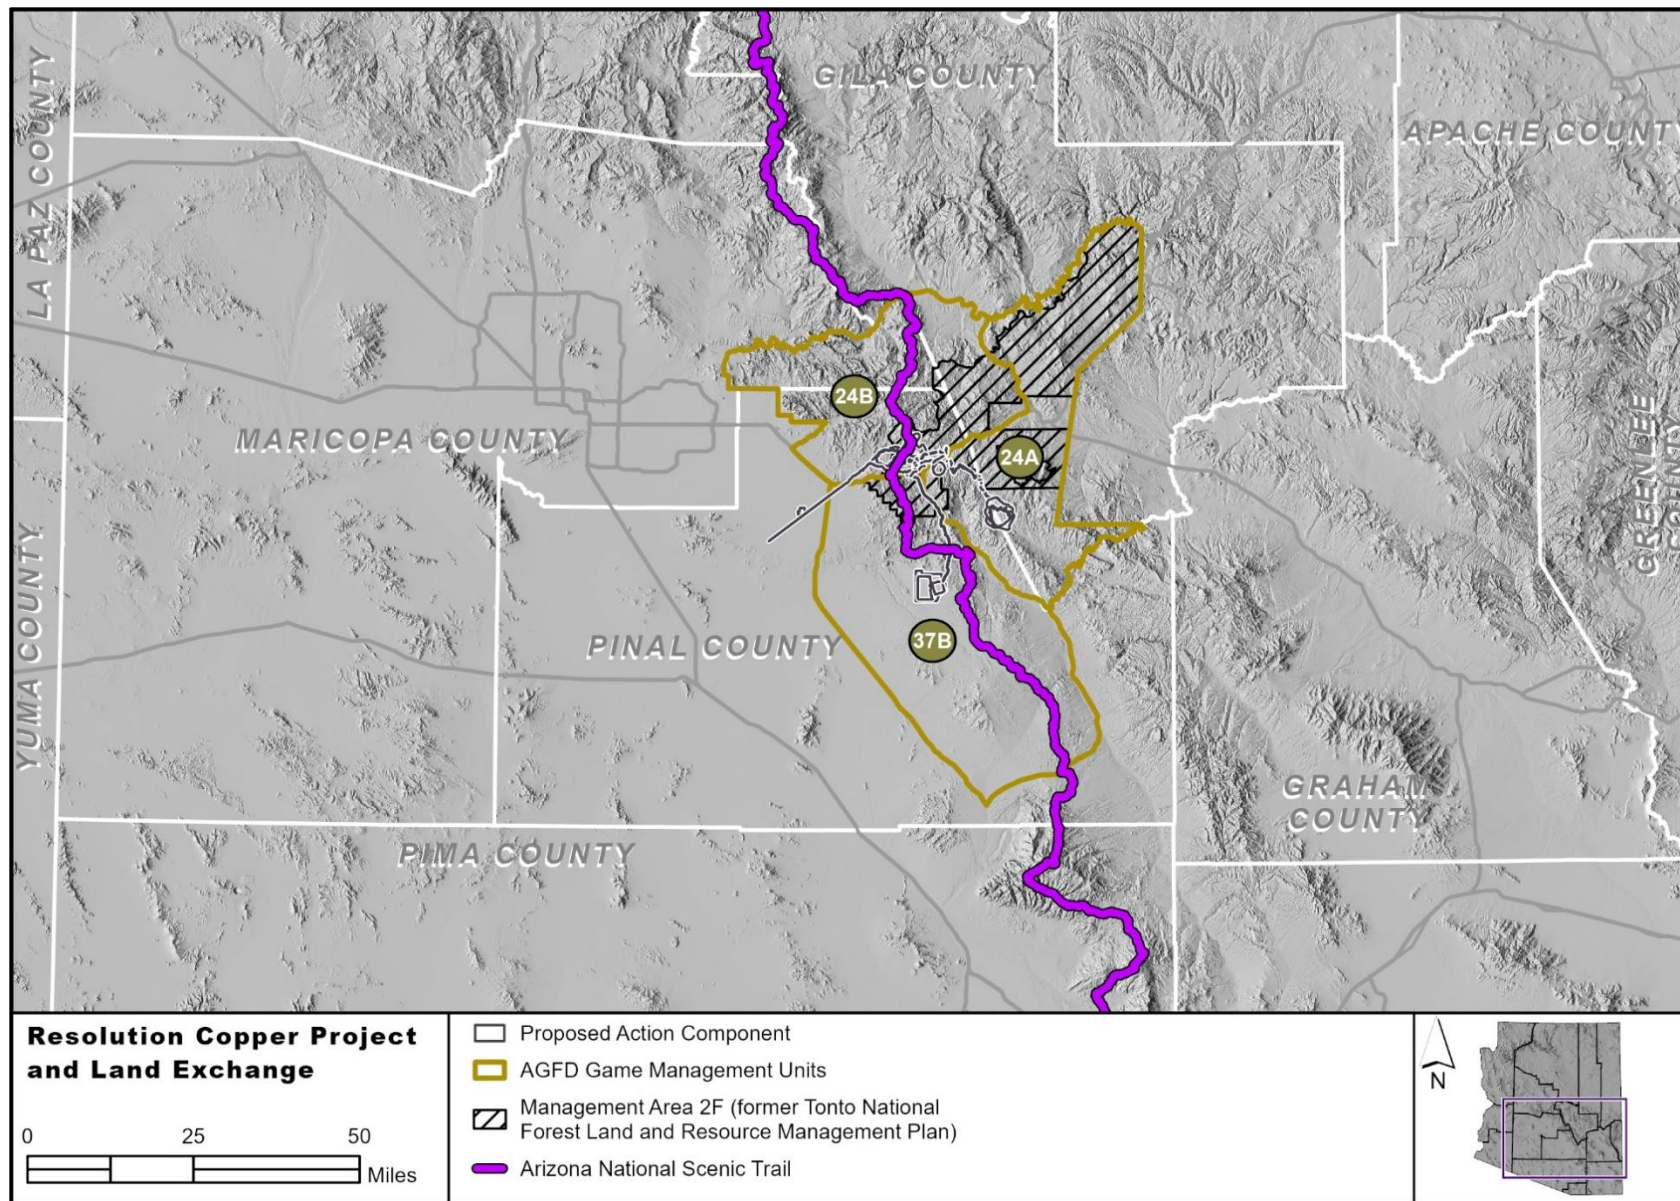 GILA COUNTY
APACHE COUNT
LA PAZ COUNTY
24B
MARICOPA COUNTY
24A
GREENLEE
COUNTY
YUMA COUNTY
PINAL COUNTY
37B
GRAHAM
COUNTY
PIMA COUNTY
Resolution Copper Project
and Land Exchange
0 25 50
Miles
Proposed Action Component
AGFD Game Management Units
Management Area 2F (former Tonto National
Forest Land and Resource Management Plan)
Arizona National Scenic Trail
N